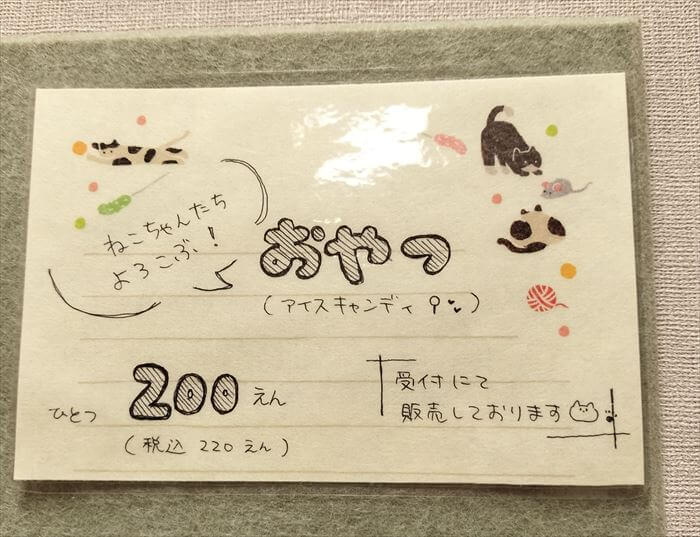 ねこちゃんたち
よろこぶ!
おやつ
(アイスキャンディ)
ひとつ 200えん
(税込 220えん)
受付にて
販売しております